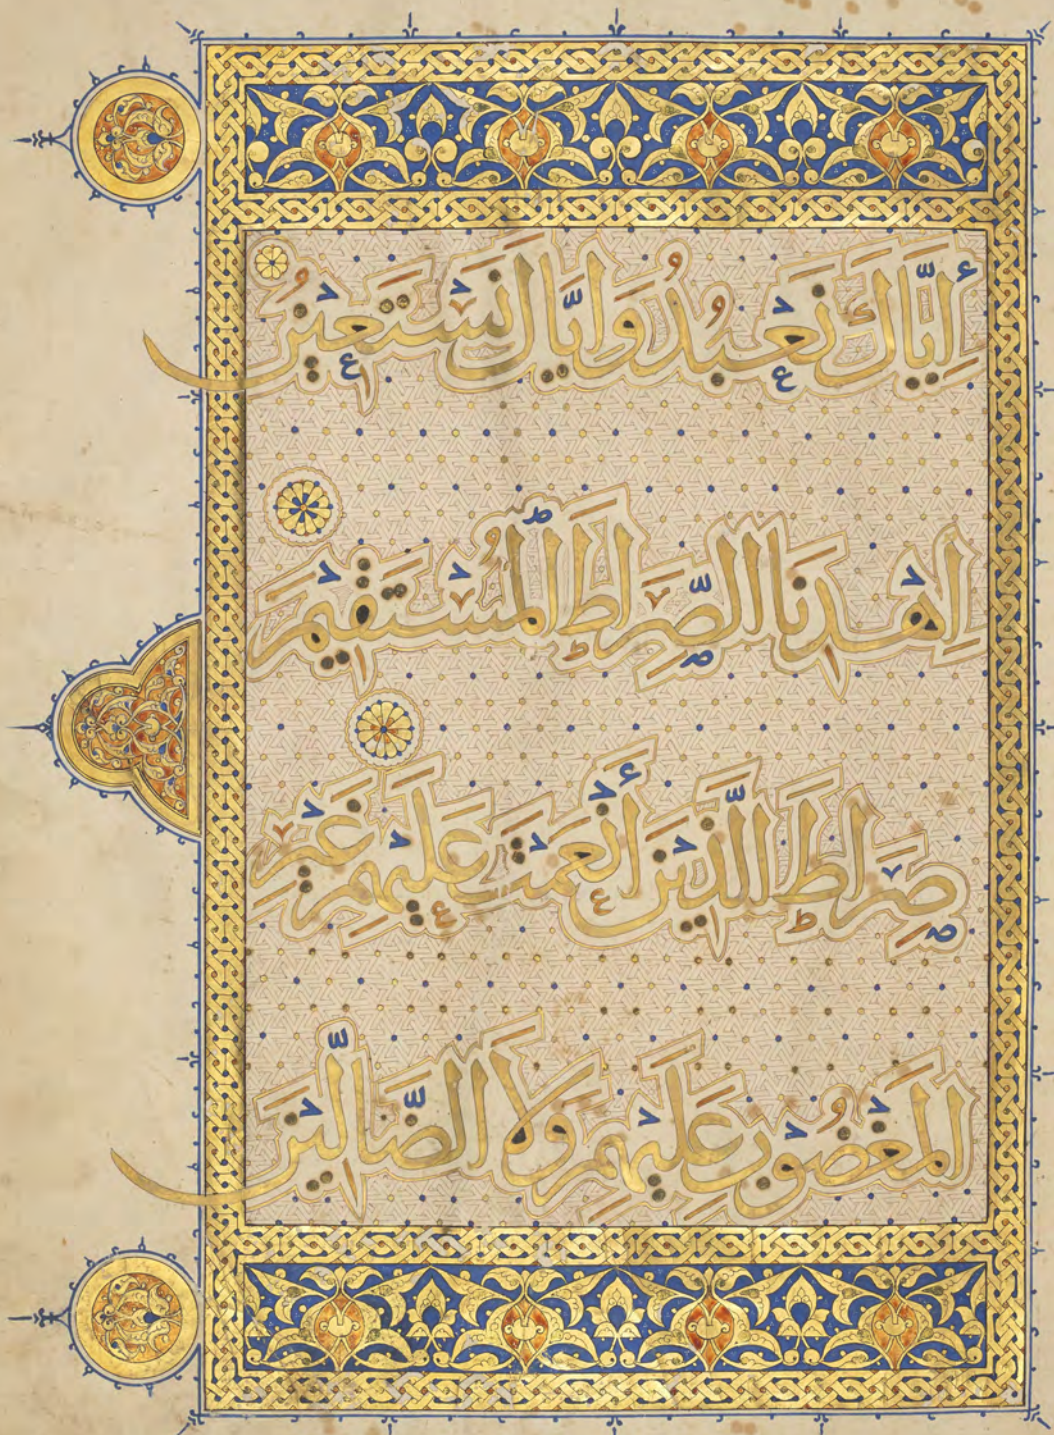 إِيَّاكَ نَعْبُدُ وَإِيَّاكَ نَسْتَعِينُ
اِهْدِنَا الصِّرَاطَ الْمُسْتَقِيمَ
صِرَاطَ الَّذِينَ أَنْعَمْتَ عَلَيْهِمْ غَيْرِ
الْمَغْضُوبِ عَلَيْهِمْ وَلَا الضَّالِّينَ